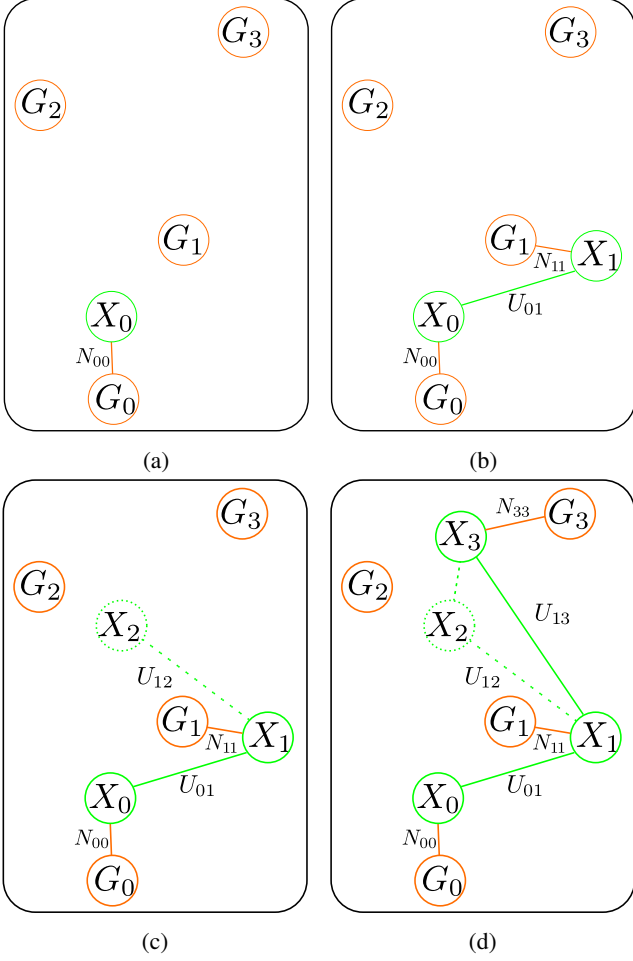 G₃ G₃
G₂ G₂
G₁ G₁ X₁
N₁₁
X₀ X₀ U₀₁
N₀₀ N₀₀
G₀ G₀
(a) (b)
N₃₃
G₃ X₃ G₃
G₂ G₂
X₂ X₂ U₁₃
U₁₂ U₁₂
G₁ X₁ G₁ X₁
N₁₁ N₁₁
X₀ U₀₁ X₀ U₀₁
N₀₀ N₀₀
G₀ G₀
(c) (d)